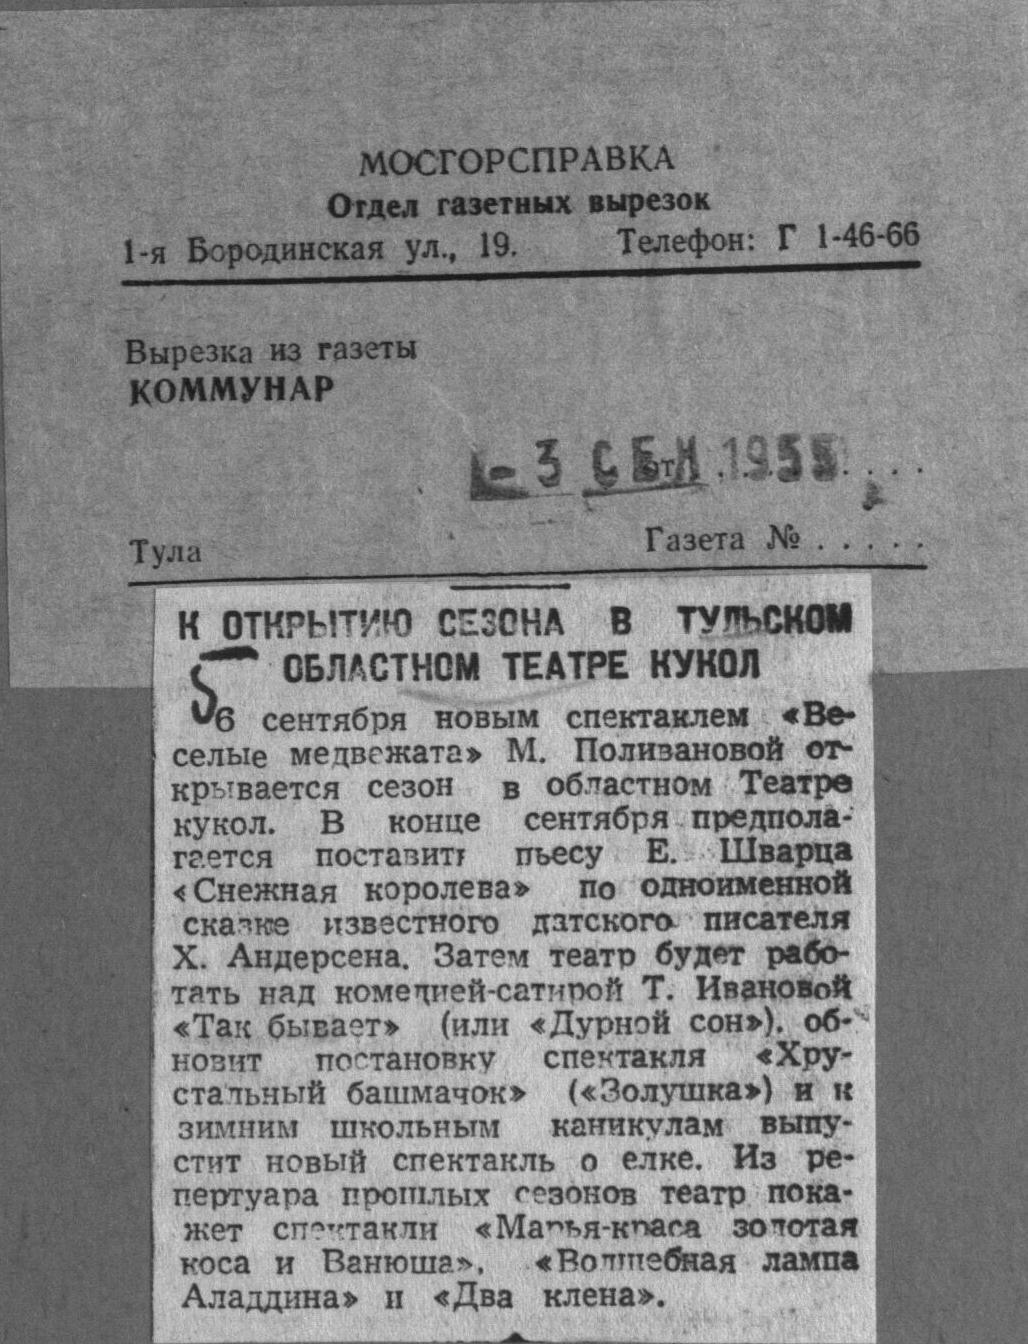 МОСГОРСПРАВКА
Отдел газетных вырезок
1-я Бородинская ул., 19. Телефон: Г 1-46-66
Вырезка из газеты
КОММУНАР
- 3 СЕН 1955
от . . . . .
Тула Газета № . . . . .
К ОТКРЫТИЮ СЕЗОНА В ТУЛЬСКОМ
ОБЛАСТНОМ ТЕАТРЕ КУКОЛ
6 сентября новым спектаклем «Ве-
селые медвежата» М. Поливановой от-
крывается сезон в областном Театре
кукол. В конце сентября предпола-
гается поставить пьесу Е. Шварца
«Снежная королева» по одноименной
сказке известного датского писателя
Х. Андерсена. Затем театр будет рабо-
тать над комедией-сатирой Т. Ивановой
«Так бывает» (или «Дурной сон»), об-
новит постановку спектакля «Хру-
стальный башмачок» («Золушка») и к
зимним школьным каникулам выпу-
стит новый спектакль о елке. Из ре-
пертуара прошлых сезонов театр пока-
жет спектакли «Марья-краса золотая
коса и Ванюша», «Волшебная лампа
Аладдина» и «Два клена».